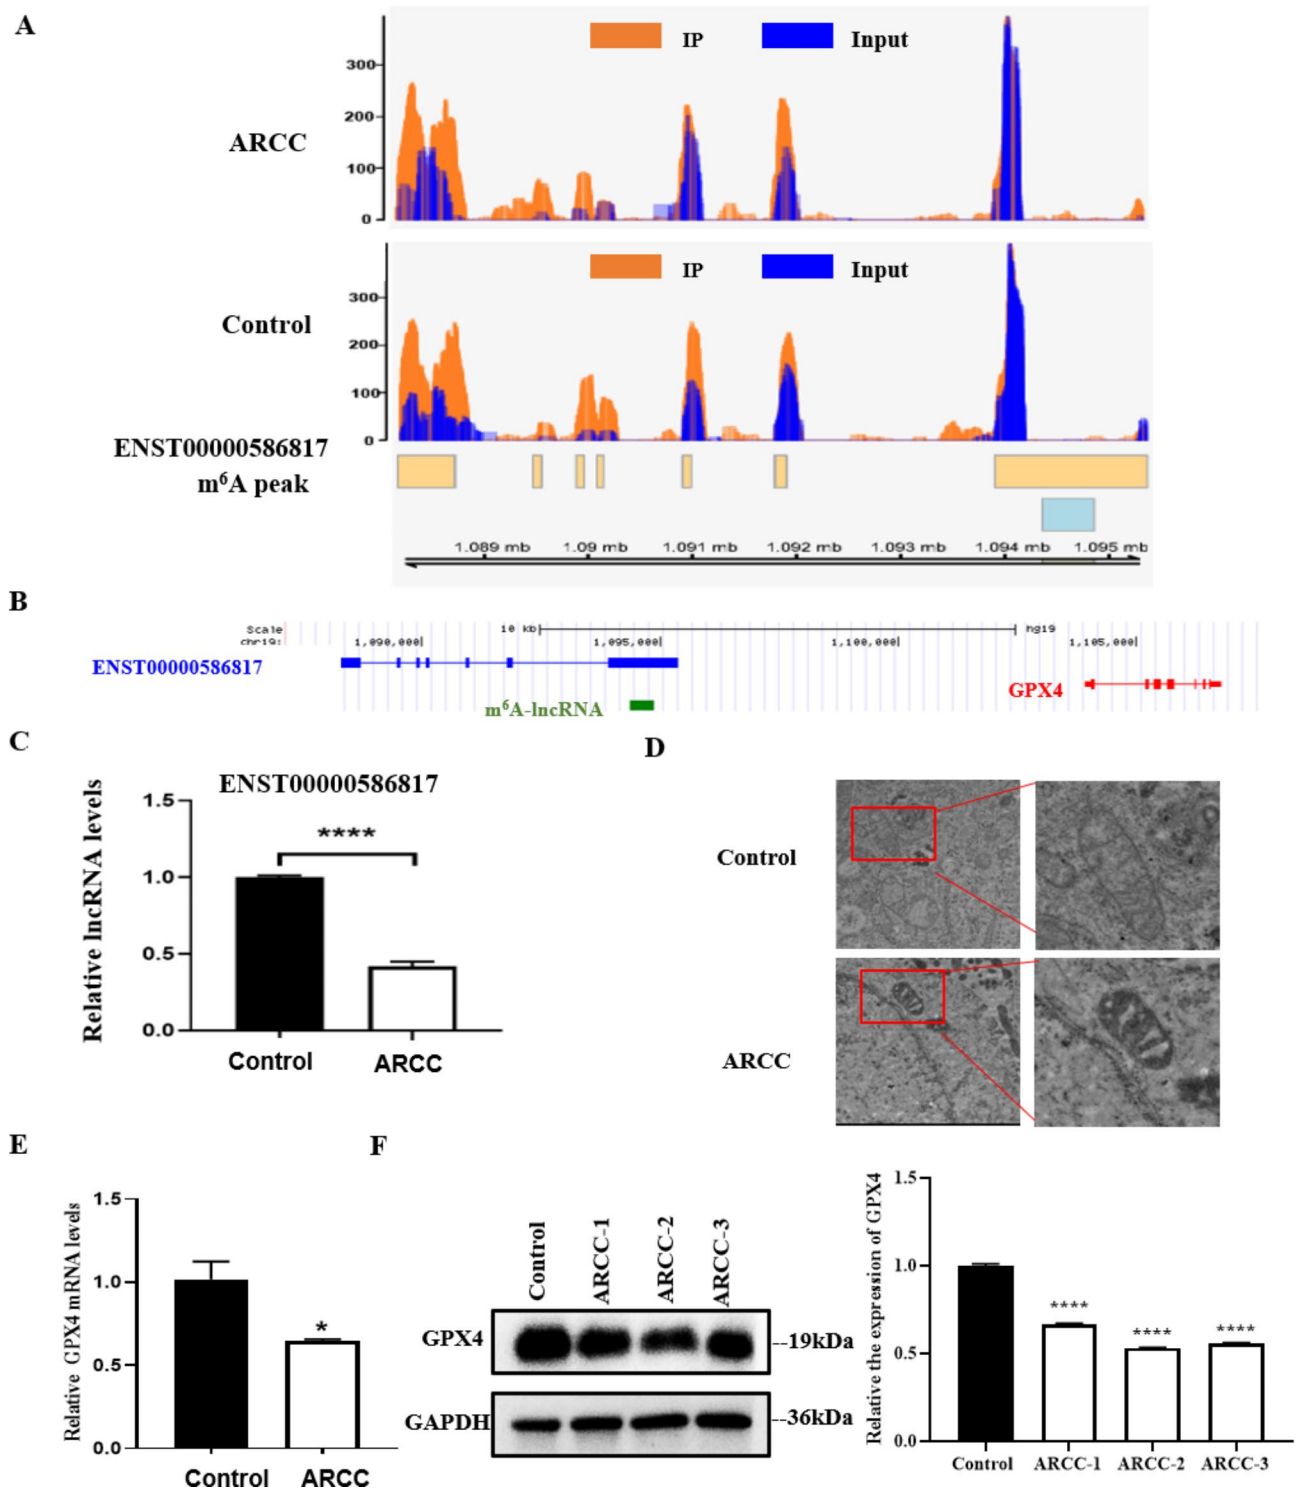 A
IP
Input
300
200
100
0
ARCC
IP
Input
300
200
100
0
Control
ENST00000586817
m⁶A peak
1.089 mb
1.09 mb
1.091 mb
1.092 mb
1.093 mb
1.094 mb
1.095 mb
B
Scale
10 kb
hg19
chr19:
1,090,000
1,095,000
1,100,000
1,105,000
ENST00000586817
GPX4
m⁶A-lncRNA
C
ENST00000586817
Relative lncRNA levels
1.5
1.0
0.5
0.0
****
Control
ARCC
D
Control
ARCC
E
Relative GPX4 mRNA levels
1.5
1.0
0.5
0.0
*
Control
ARCC
F
Control
ARCC-1
ARCC-2
ARCC-3
GPX4
--19kDa
GAPDH
--36kDa
Relative the expression of GPX4
1.5
1.0
0.5
0.0
****
****
****
Control
ARCC-1
ARCC-2
ARCC-3